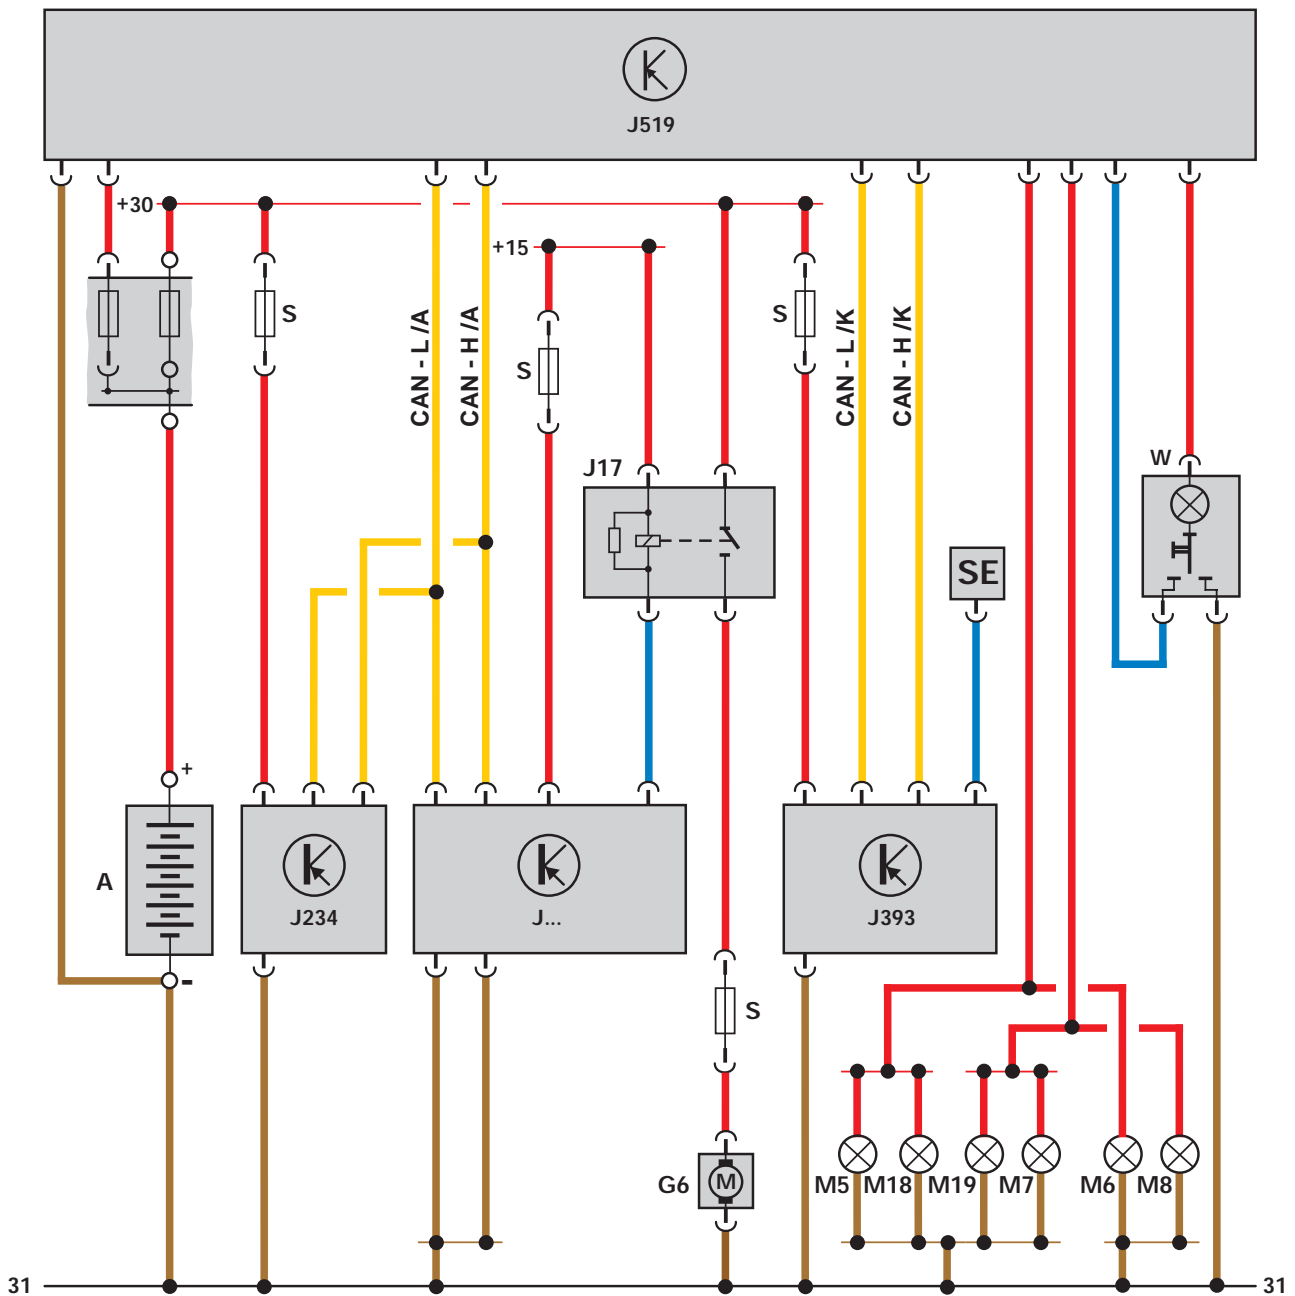 J519
+30
+15
S
S
S
CAN - L /A
CAN - H /A
CAN - L /K
CAN - H /K
J17
W
SE
+
A
J234
J...
J393
-
S
M
G6
M5
M18
M19
M7
M6
M8
31
31